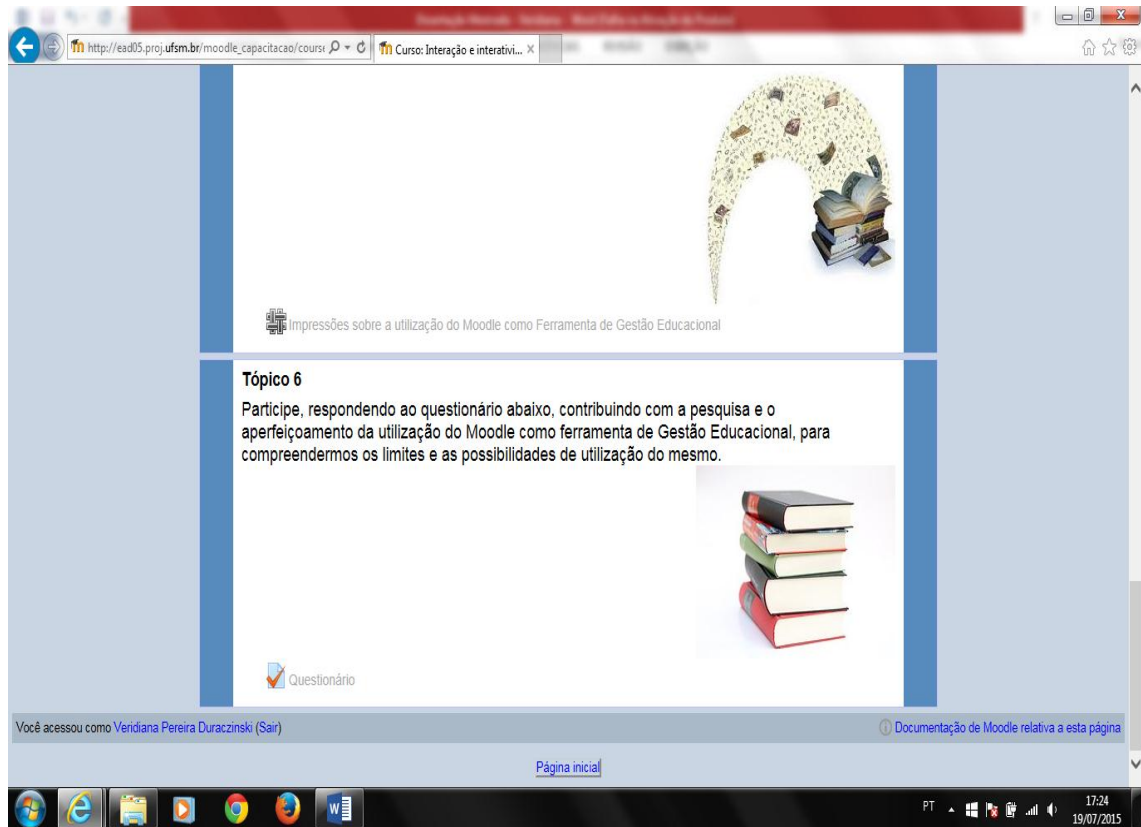 http://ead05.proj.ufsm.br/moodle_capacitacao/course
Curso: Interação e interativi...
Impressões sobre a utilização do Moodle como Ferramenta de Gestão Educacional
Tópico 6
Participe, respondendo ao questionário abaixo, contribuindo com a pesquisa e o
aperfeiçoamento da utilização do Moodle como ferramenta de Gestão Educacional, para
compreendermos os limites e as possibilidades de utilização do mesmo.
Questionário
Você acessou como Veridiana Pereira Duraczinski (Sair)
Documentação de Moodle relativa a esta página
Página inicial
PT
17:24
19/07/2015